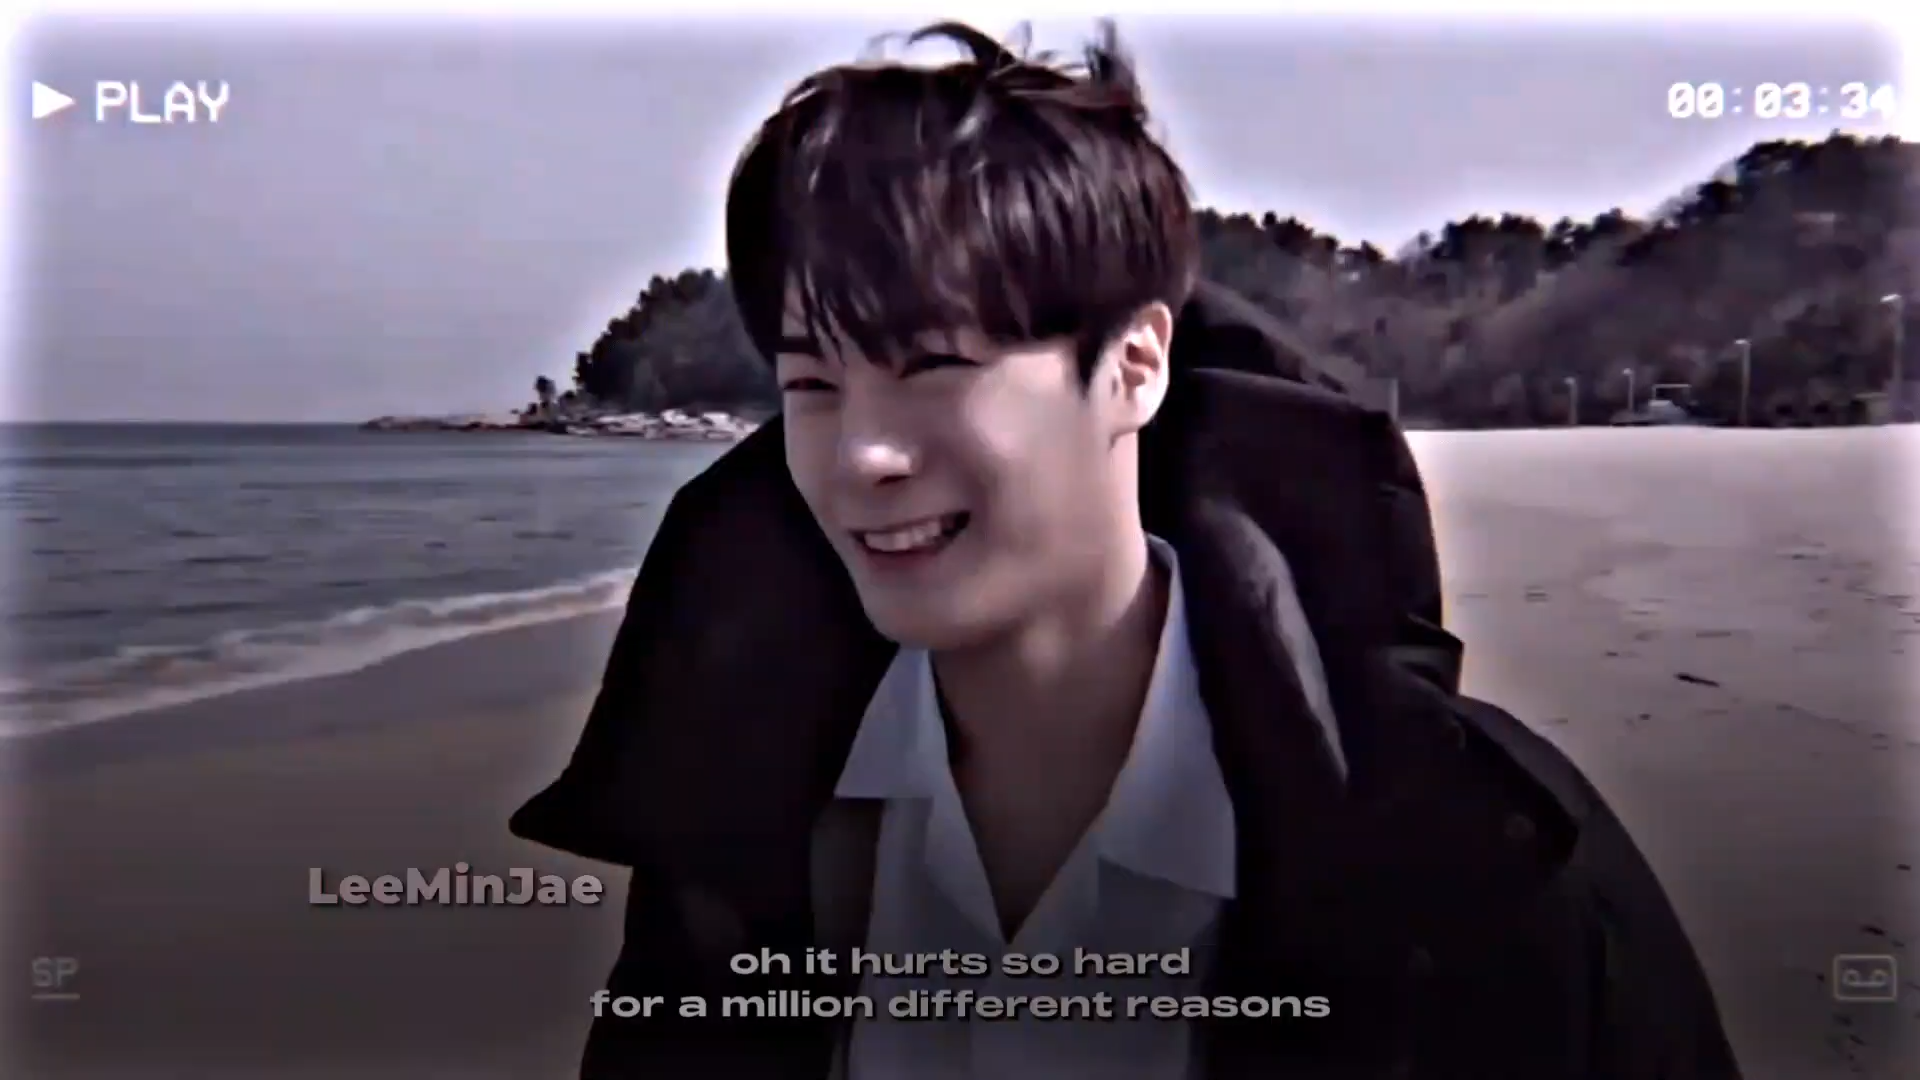 PLAY
00:03:34
LeeMinJae
oh it hurts so hard
for a million different reasons
SP